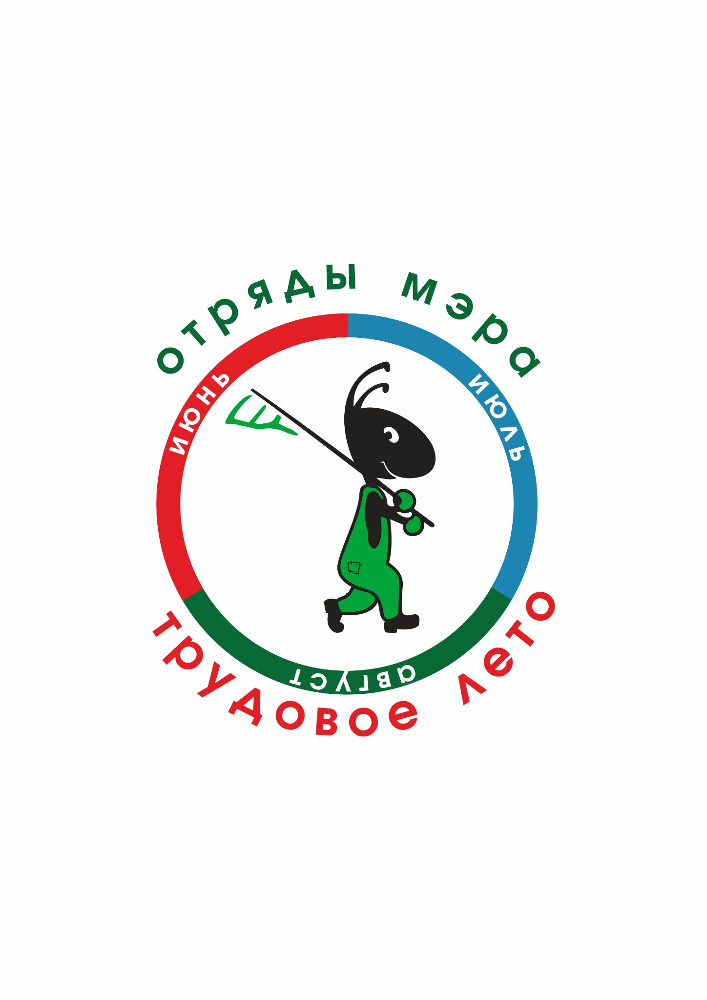 отряды мэра
июнь
июль
август
трудовое лето